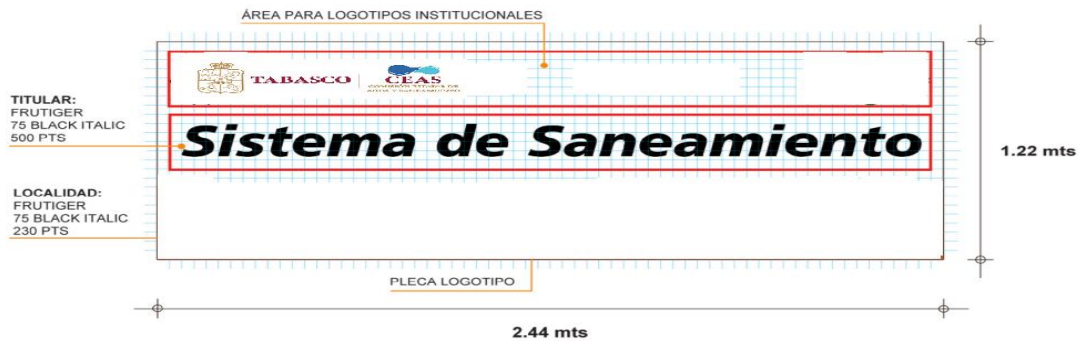 ÁREA PARA LOGOTIPOS INSTITUCIONALES
TABASCO
CEAS
TITULAR:
FRUTIGER
75 BLACK ITALIC
500 PTS
Sistema de Saneamiento
1.22 mts
LOCALIDAD:
FRUTIGER
75 BLACK ITALIC
230 PTS
PLECA LOGOTIPO
2.44 mts